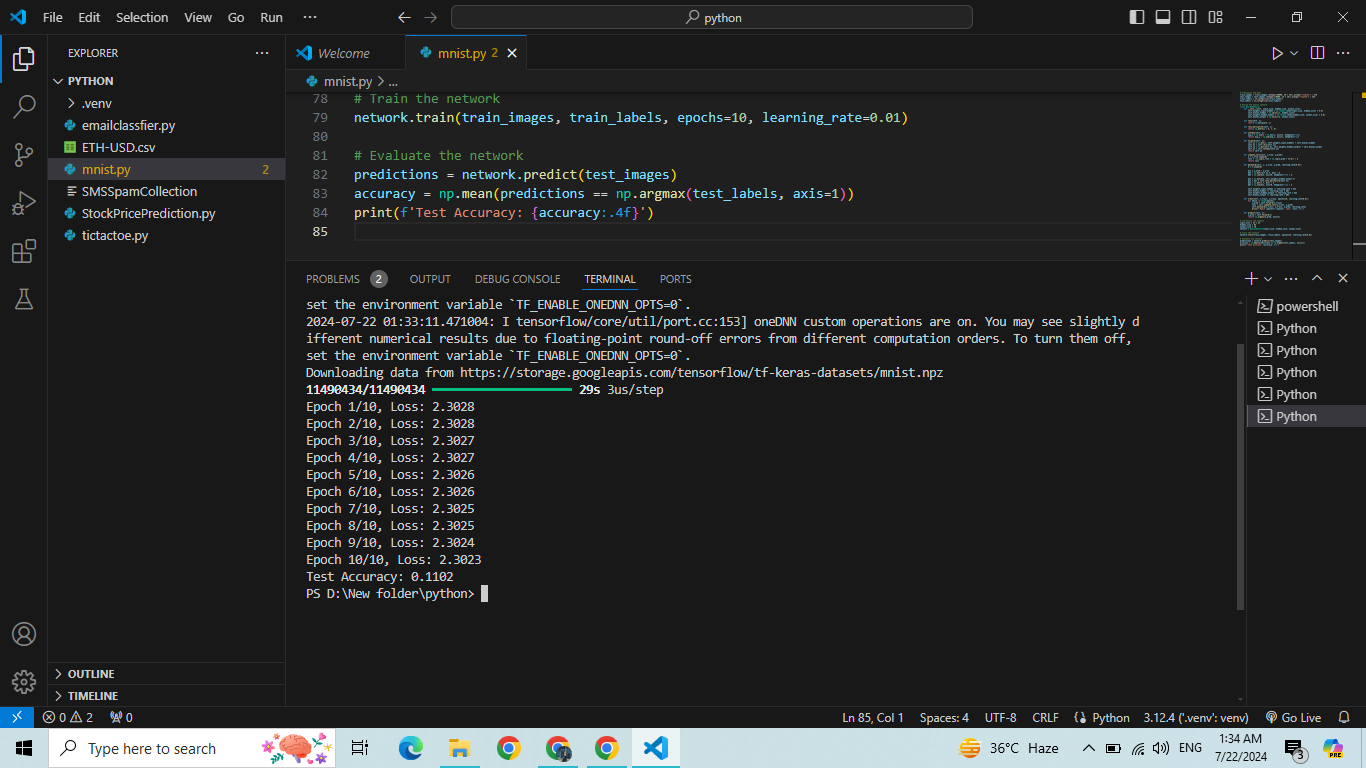 File Edit Selection View Go Run ··· python
EXPLORER ···
PYTHON
.venv
emailclassfier.py
ETH-USD.csv
mnist.py 2
SMSSpamCollection
StockPricePrediction.py
tictactoe.py
OUTLINE
TIMELINE
Welcome mnist.py 2
mnist.py > ...
78 # Train the network
79 network.train(train_images, train_labels, epochs=10, learning_rate=0.01)
80
81 # Evaluate the network
82 predictions = network.predict(test_images)
83 accuracy = np.mean(predictions == np.argmax(test_labels, axis=1))
84 print(f'Test Accuracy: {accuracy:.4f}')
85
PROBLEMS 2 OUTPUT DEBUG CONSOLE TERMINAL PORTS
set the environment variable `TF_ENABLE_ONEDNN_OPTS=0`.
2024-07-22 01:33:11.471004: I tensorflow/core/util/port.cc:153] oneDNN custom operations are on. You may see slightly d
ifferent numerical results due to floating-point round-off errors from different computation orders. To turn them off,
set the environment variable `TF_ENABLE_ONEDNN_OPTS=0`.
Downloading data from https://storage.googleapis.com/tensorflow/tf-keras-datasets/mnist.npz
11490434/11490434 29s 3us/step
Epoch 1/10, Loss: 2.3028
Epoch 2/10, Loss: 2.3028
Epoch 3/10, Loss: 2.3027
Epoch 4/10, Loss: 2.3027
Epoch 5/10, Loss: 2.3026
Epoch 6/10, Loss: 2.3026
Epoch 7/10, Loss: 2.3025
Epoch 8/10, Loss: 2.3025
Epoch 9/10, Loss: 2.3024
Epoch 10/10, Loss: 2.3023
Test Accuracy: 0.1102
PS D:\New folder\python>
powershell
Python
Python
Python
Python
Python
0 2 0 Ln 85, Col 1 Spaces: 4 UTF-8 CRLF Python 3.12.4 ('.venv': venv) Go Live
Type here to search 36°C Haze ENG 1:34 AM
7/22/2024 3 PRE